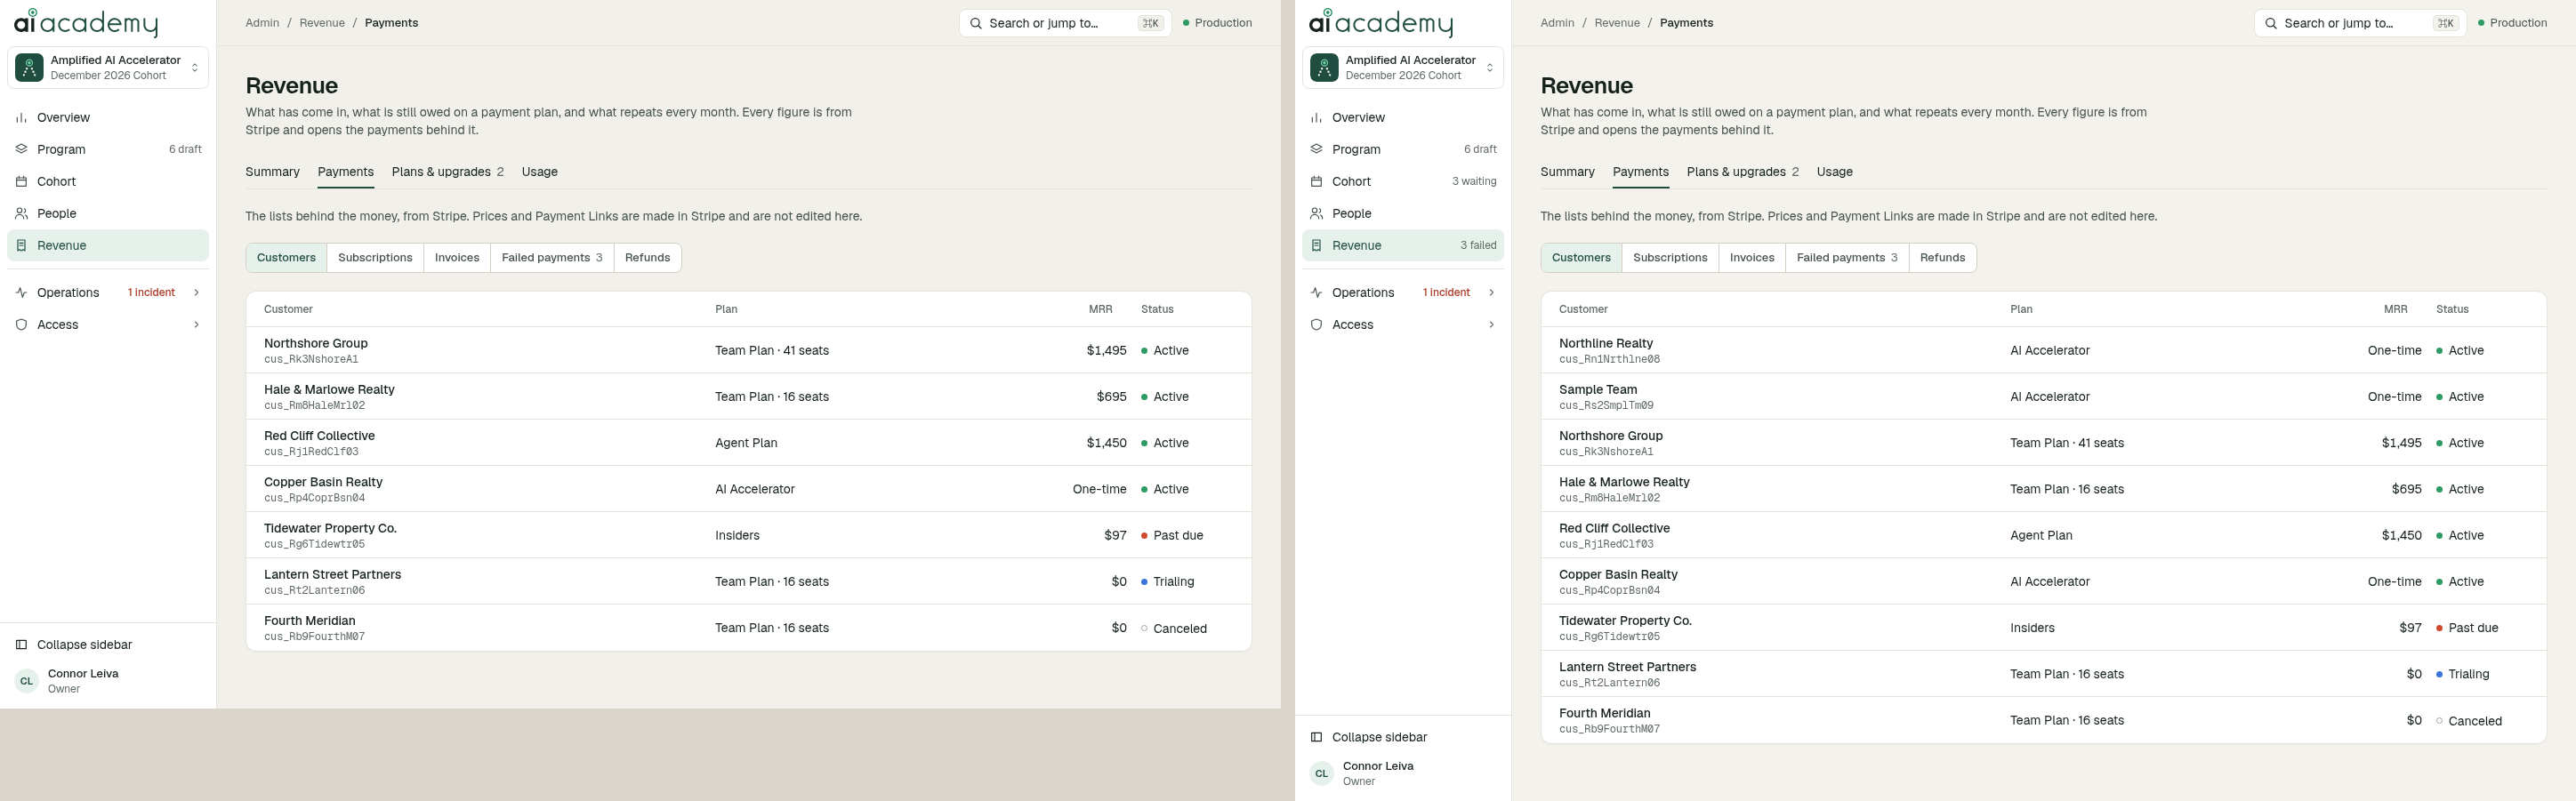 ai academy
Amplified AI Accelerator
December 2026 Cohort
Overview
Program 6 draft
Cohort
People
Revenue
Operations 1 incident
Access
Collapse sidebar
CL Connor Leiva
Owner
Admin / Revenue / Payments
Search or jump to... ⌘K
Production
Revenue
What has come in, what is still owed on a payment plan, and what repeats every month. Every figure is from
Stripe and opens the payments behind it.
Summary Payments Plans & upgrades 2 Usage
The lists behind the money, from Stripe. Prices and Payment Links are made in Stripe and are not edited here.
Customers Subscriptions Invoices Failed payments 3 Refunds
Customer Plan MRR Status
Northshore Group
cus_Rk3NshoreA1
Team Plan · 41 seats $1,495 Active
Hale & Marlowe Realty
cus_Rm8HaleMrl02
Team Plan · 16 seats $695 Active
Red Cliff Collective
cus_Rj1RedClf03
Agent Plan $1,450 Active
Copper Basin Realty
cus_Rp4CoprBsn04
AI Accelerator One-time Active
Tidewater Property Co.
cus_Rg6Tidewtr05
Insiders $97 Past due
Lantern Street Partners
cus_Rt2Lantern06
Team Plan · 16 seats $0 Trialing
Fourth Meridian
cus_Rb9FourthM07
Team Plan · 16 seats $0 Canceled
ai academy
Amplified AI Accelerator
December 2026 Cohort
Overview
Program 6 draft
Cohort 3 waiting
People
Revenue 3 failed
Operations 1 incident
Access
Collapse sidebar
CL Connor Leiva
Owner
Admin / Revenue / Payments
Search or jump to... ⌘K
Production
Revenue
What has come in, what is still owed on a payment plan, and what repeats every month. Every figure is from
Stripe and opens the payments behind it.
Summary Payments Plans & upgrades 2 Usage
The lists behind the money, from Stripe. Prices and Payment Links are made in Stripe and are not edited here.
Customers Subscriptions Invoices Failed payments 3 Refunds
Customer Plan MRR Status
Northline Realty
cus_Rn1Nrthlne08
AI Accelerator One-time Active
Sample Team
cus_Rs2SmplTm09
AI Accelerator One-time Active
Northshore Group
cus_Rk3NshoreA1
Team Plan · 41 seats $1,495 Active
Hale & Marlowe Realty
cus_Rm8HaleMrl02
Team Plan · 16 seats $695 Active
Red Cliff Collective
cus_Rj1RedClf03
Agent Plan $1,450 Active
Copper Basin Realty
cus_Rp4CoprBsn04
AI Accelerator One-time Active
Tidewater Property Co.
cus_Rg6Tidewtr05
Insiders $97 Past due
Lantern Street Partners
cus_Rt2Lantern06
Team Plan · 16 seats $0 Trialing
Fourth Meridian
cus_Rb9FourthM07
Team Plan · 16 seats $0 Canceled